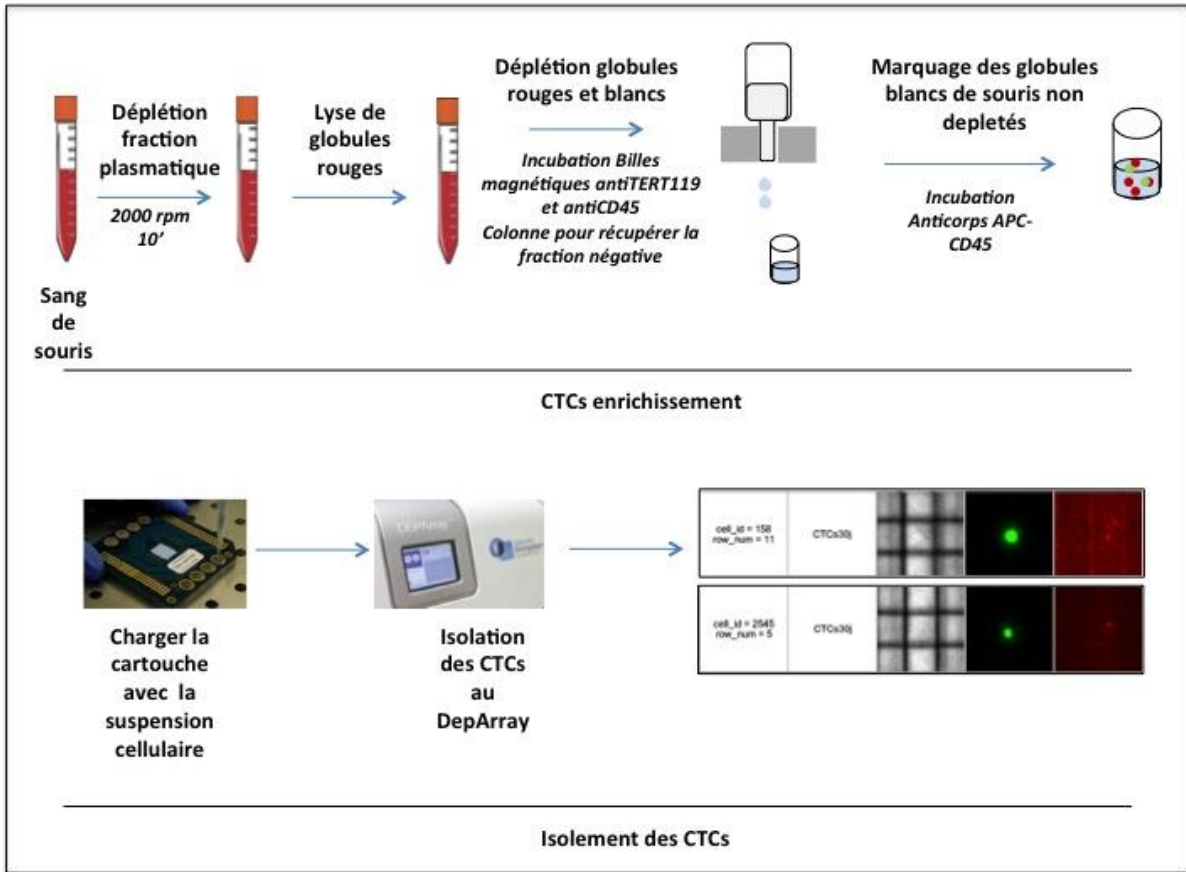 Déplétion
fraction
plasmatique
2000 rpm
10’
Sang
de
souris
Lyse de
globules
rouges
Déplétion globules
rouges et blancs
Incubation Billes
magnétiques antiTERT119
et antiCD45
Colonne pour récupérer la
fraction négative
Marquage des globules
blancs de souris non
depletés
Incubation
Anticorps APC-
CD45
CTCs enrichissement
Charger la
cartouche
avec la
suspension
cellulaire
Isolation
des CTCs
au
DepArray
cell_id = 158
row_num = 11
CTCs30j
cell_id = 2545
row_num = 5
CTCs30j
Isolement des CTCs